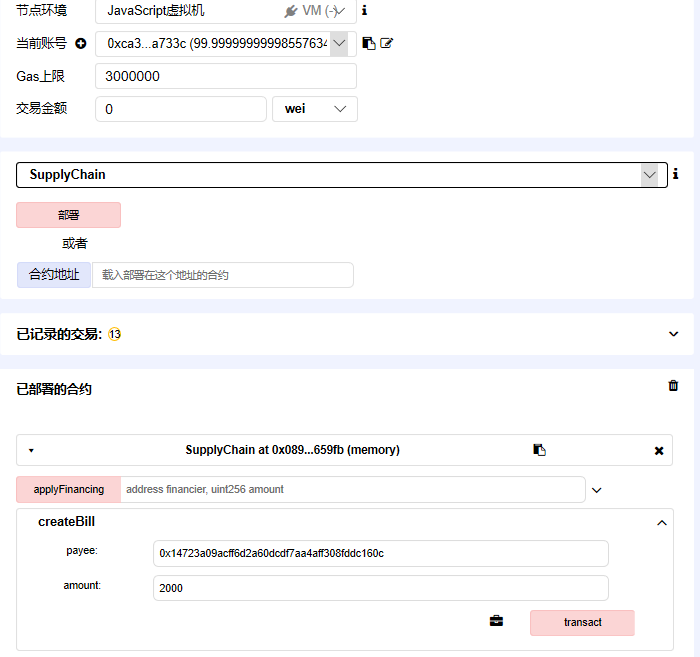 节点环境 JavaScript虚拟机 VM (-)
当前账号 0xca3...a733c (99.99999999998557634
Gas上限 3000000
交易金额 0 wei
SupplyChain
部署
或者
合约地址 载入部署在这个地址的合约
已记录的交易: 13
已部署的合约
SupplyChain at 0x089...659fb (memory)
applyFinancing address financier, uint256 amount
createBill
payee: 0x14723a09acff6d2a60dcdf7aa4aff308fddc160c
amount: 2000
transact